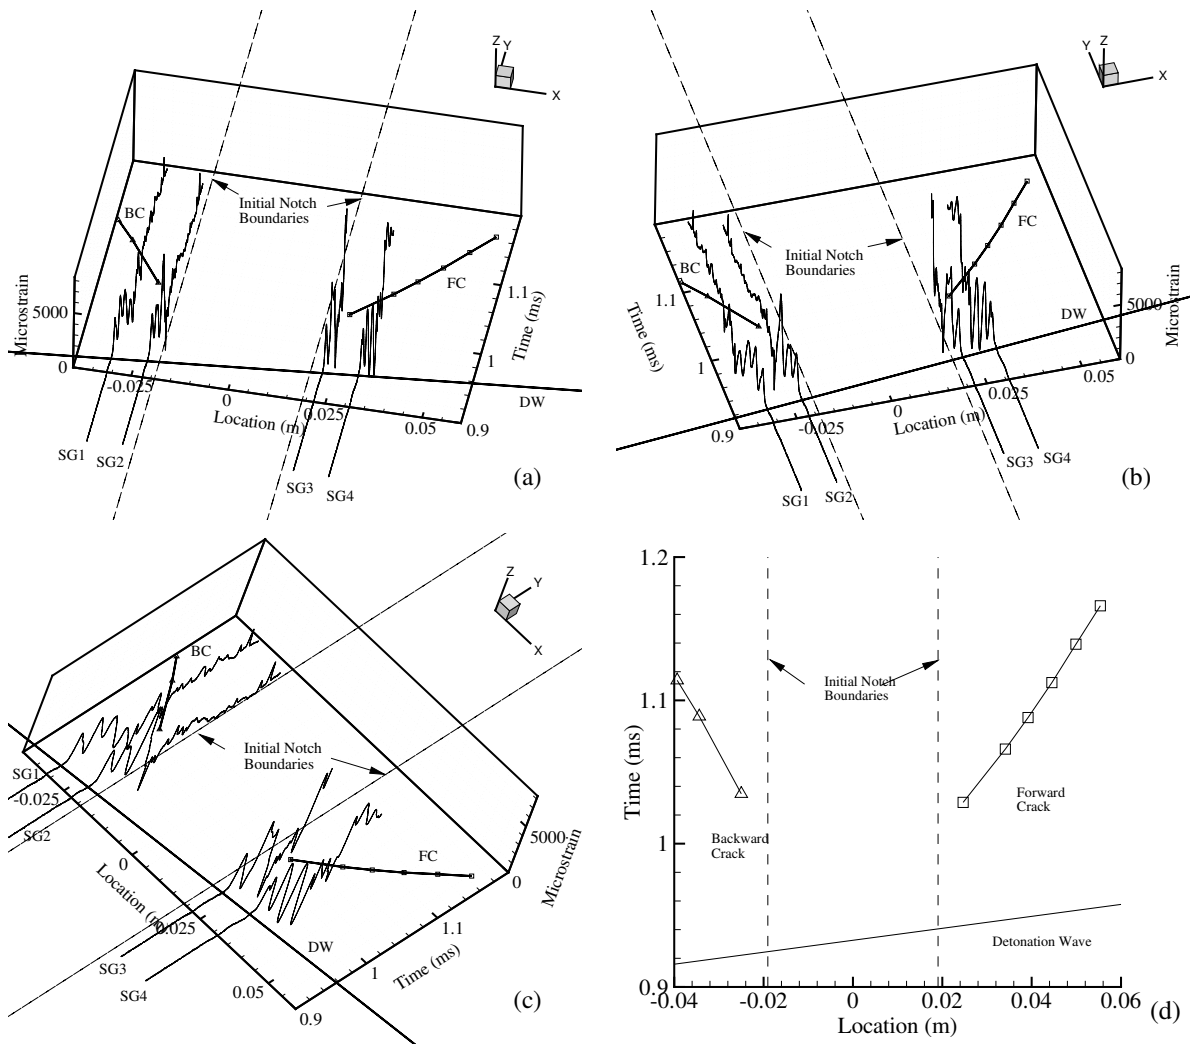 Z
Y
X
BC
Initial Notch
Boundaries
FC
Microstrain
5000
0
1.1
Time (ms)
1
-0.025
0
0.025
0.05
0.9
Location (m)
DW
SG1
SG2
SG3
SG4
(a)
Y
Z
X
FC
BC
Initial Notch
Boundaries
1.1
Time (ms)
1
0.9
DW
5000
Microstrain
0
0.05
0.025
0
Location (m)
-0.025
SG3
SG4
SG1
SG2
(b)
Z
Y
X
BC
Initial Notch
Boundaries
SG1
-0.025
SG2
0
Location (m)
0.025
5000
Microstrain
0
FC
1.1
DW
Time (ms)
1
SG3
SG4
0.05
0.9
(c)
1.2
1.1
1
0.9
Time (ms)
Initial Notch
Boundaries
Forward
Crack
Backward
Crack
Detonation Wave
-0.04
-0.02
0
0.02
0.04
0.06
Location (m)
(d)